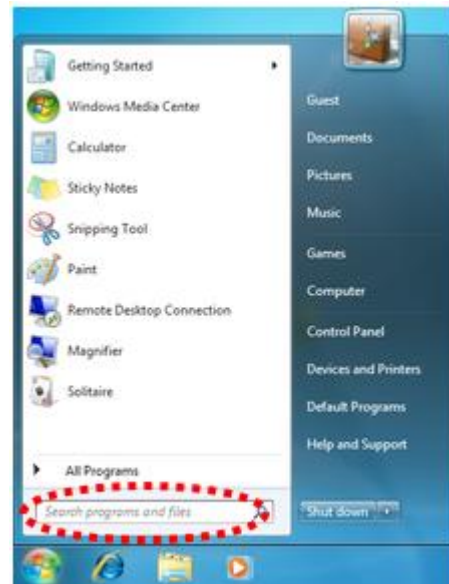 Getting Started
Windows Media Center
Calculator
Sticky Notes
Snipping Tool
Paint
Remote Desktop Connection
Magnifier
Solitaire
All Programs
Search programs and files
Guest
Documents
Pictures
Music
Games
Computer
Control Panel
Devices and Printers
Default Programs
Help and Support
Shut down